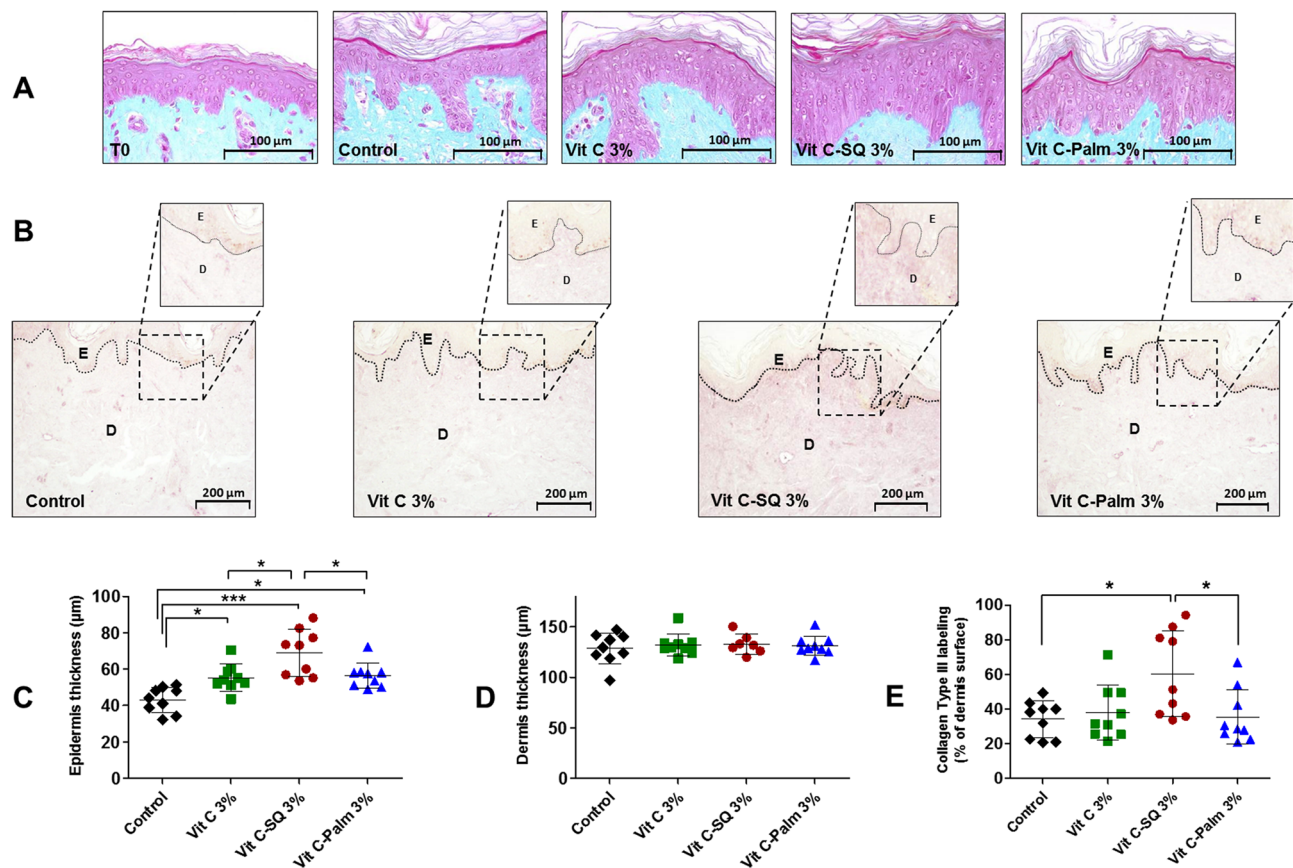 A
T0
100 µm
Control
100 µm
Vit C 3%
100 µm
Vit C-SQ 3%
100 µm
Vit C-Palm 3%
100 µm
B
E
D
E
D
E
D
E
D
E
D
Control
200 µm
E
D
Vit C 3%
200 µm
E
D
Vit C-SQ 3%
200 µm
E
D
Vit C-Palm 3%
200 µm
C
Epidermis thickness (µm)
100
80
60
40
20
0
*
*
*
***
*
Control
Vit C 3%
Vit C-SQ 3%
Vit C-Palm 3%
D
Dermis thickness (µm)
150
100
50
0
Control
Vit C 3%
Vit C-SQ 3%
Vit C-Palm 3%
E
Collagen Type III labeling
(% of dermis surface)
100
80
60
40
20
0
*
*
Control
Vit C 3%
Vit C-SQ 3%
Vit C-Palm 3%